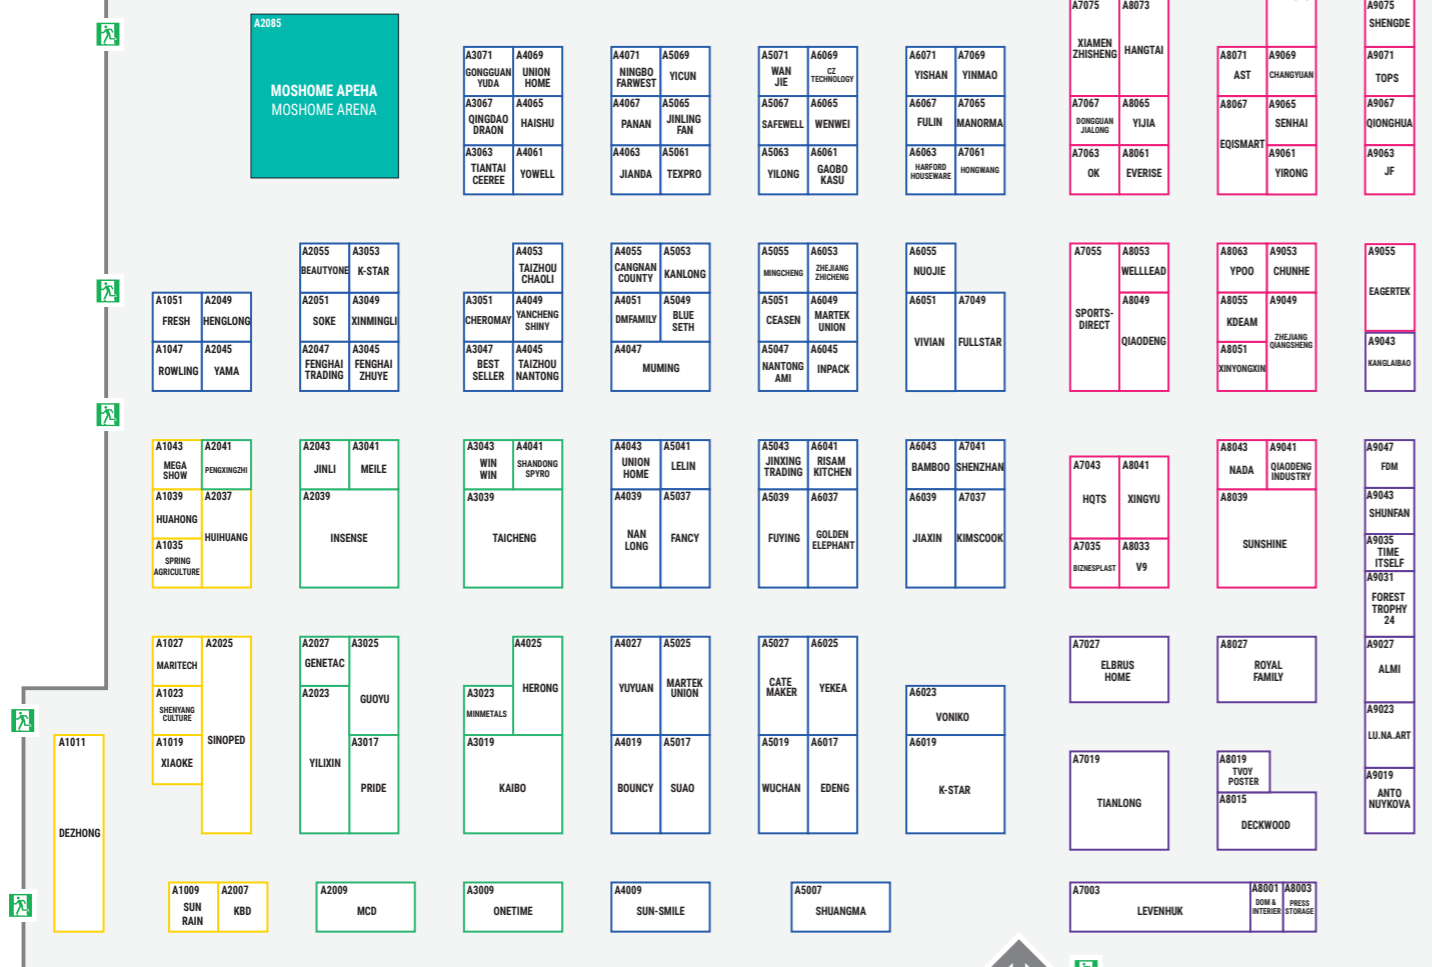 A2085
MOSHOME АРЕНА
MOSHOME ARENA
A3071
GONGGUAN
YUDA
A4069
UNION
HOME
A3067
QINGDAO
DRAON
A4065
HAISHU
A3063
TIANTAI
CEEREE
A4061
YOWELL
A4071
NINGBO
FARWEST
A5069
YICUN
A4067
PANAN
A5065
JINLING
FAN
A4063
JIANDA
A5061
TEXPRO
A5071
WAN
JIE
A6069
CZ
TECHNOLOGY
A5067
SAFEWELL
A6065
WENWEI
A5063
YILONG
A6061
GAOBO
KASU
A6071
YISHAN
A7069
YINMAO
A6067
FULIN
A7065
MANORMA
A6063
HARFORD
HOUSEWARE
A7061
HONGWANG
A7075
XIAMEN
ZHISHENG
A8073
HANGTAI
A7067
DONGGUAN
JIALONG
A8065
YIJIA
A7063
OK
A8061
EVERISE
A8071
AST
A9069
CHANGYUAN
A8067
EQISMART
A9065
SENHAI
A9061
YIRONG
A9075
SHENGDE
A9071
TOPS
A9067
QIONGHUA
A9063
JF
A1051
FRESH
A2049
HENGLONG
A1047
ROWLING
A2045
YAMA
A2055
BEAUTYONE
A3053
K-STAR
A2051
SOKE
A3049
XINMINGLI
A2047
FENGHAI
TRADING
A3045
FENGHAI
ZHUYE
A4053
TAIZHOU
CHAOLI
A3051
CHEROMAY
A4049
YANCHENG
SHINY
A3047
BEST
SELLER
A4045
TAIZHOU
NANTONG
A4055
CANGNAN
COUNTY
A5053
KANLONG
A4051
DMFAMILY
A5049
BLUE
SETH
A4047
MUMING
A5055
MINGCHENG
A6053
ZHEJIANG
ZHICHENG
A5051
CEASEN
A6049
MARTEK
UNION
A5047
NANTONG
AMI
A6045
INPACK
A6055
NUOJIE
A6051
VIVIAN
A7049
FULLSTAR
A7055
SPORTS-
DIRECT
A8053
WELLLEAD
A8049
QIAODENG
A8063
YPOO
A9053
CHUNHE
A8055
KDEAM
A9049
ZHEJIANG
QIANGSHENG
A8051
XINYONGXIN
A9055
EAGERTEK
A9043
KANGLAIBAO
A1043
MEGA
SHOW
A2041
PENGXINGZHI
A1039
HUAHONG
A2037
HUIHUANG
A1035
SPRING
AGRICULTURE
A2043
JINLI
A3041
MEILE
A2039
INSENSE
A3043
WIN
WIN
A4041
SHANDONG
SPYRO
A3039
TAICHENG
A4043
UNION
HOME
A5041
LELIN
A4039
NAN
LONG
A5037
FANCY
A5043
JINXING
TRADING
A6041
RISAM
KITCHEN
A5039
FUYING
A6037
GOLDEN
ELEPHANT
A6043
BAMBOO
A7041
SHENZHAN
A6039
JIAXIN
A7037
KIMSCOOK
A7043
HQTS
A8041
XINGYU
A7035
BIZNESPLAST
A8033
V9
A8043
NADA
A9041
QIAODENG
INDUSTRY
A8039
SUNSHINE
A9047
FDM
A9043
SHUNFAN
A9035
TIME
ITSELF
A9031
FOREST
TROPHY
24
A9027
ALMI
A9023
LU.NA.ART
A9019
ANTO
NUYKOVA
A1027
MARITECH
A2025
SINOPED
A1023
SHENYANG
CULTURE
A1019
XIAOKE
A1011
DEZHONG
A2027
GENETAC
A3025
GUOYU
A2023
YILIXIN
A3017
PRIDE
A4025
HERONG
A3023
MINMETALS
A3019
KAIBO
A4027
YUYUAN
A5025
MARTEK
UNION
A4019
BOUNCY
A5017
SUAO
A5027
CATE
MAKER
A6025
YEKEA
A5019
WUCHAN
A6017
EDENG
A6023
VONIKO
A6019
K-STAR
A7027
ELBRUS
HOME
A8027
ROYAL
FAMILY
A7019
TIANLONG
A8019
TVOY
POSTER
A8015
DECKWOOD
A1009
SUN
RAIN
A2007
KBD
A2009
MCD
A3009
ONETIME
A4009
SUN-SMILE
A5007
SHUANGMA
A7003
LEVENHUK
A8001
DOM &
INTERIER
A8003
PRESS
STORAGE